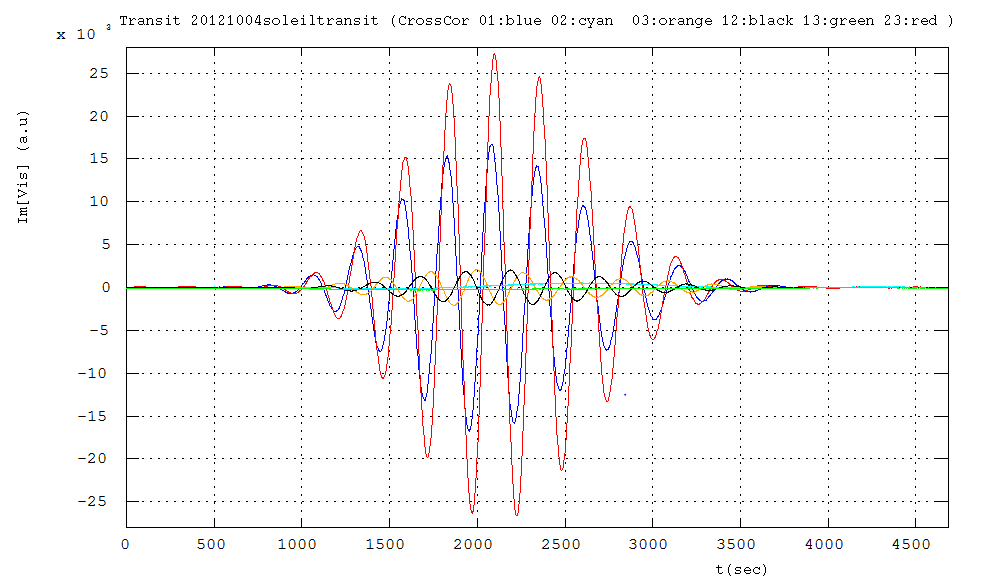 Transit 20121004soleiltransit (CrossCor 01:blue 02:cyan  03:orange 12:black 13:green 23:red )
x 10 3
25
20
15
10
5
0
-5
-10
-15
-20
-25
Im[Vis] (a.u)
0 500 1000 1500 2000 2500 3000 3500 4000 4500
t(sec)